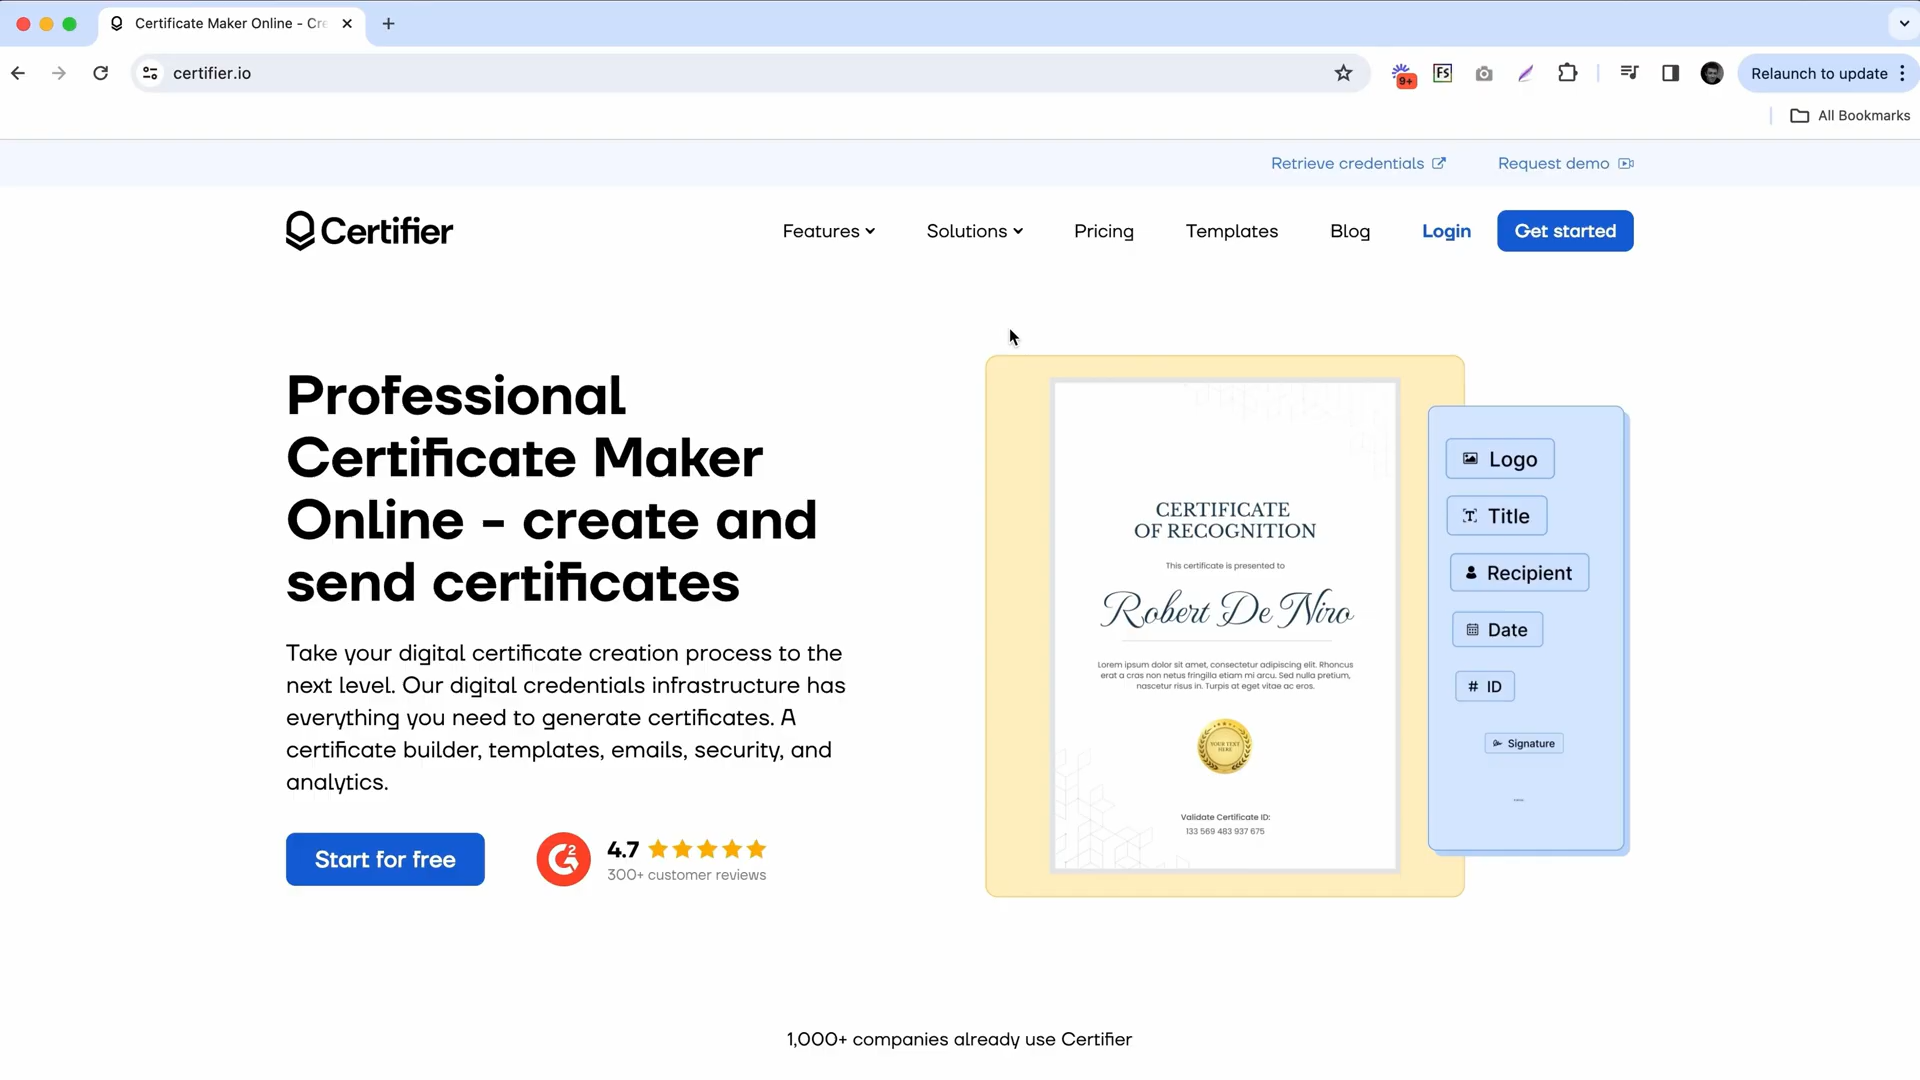 Certificate Maker Online - Cre
certifier.io
9+
FS
Relaunch to update
All Bookmarks
Retrieve credentials
Request demo
Certifier
Features
Solutions
Pricing
Templates
Blog
Login
Get started
Professional
Certificate Maker
Online - create and
send certificates
Take your digital certificate creation process to the
next level. Our digital credentials infrastructure has
everything you need to generate certificates. A
certificate builder, templates, emails, security, and
analytics.
Start for free
G2
4.7
300+ customer reviews
CERTIFICATE
OF RECOGNITION
This certificate is presented to
Robert De Niro
Lorem ipsum dolor sit amet, consectetur adipiscing elit. Rhoncus
erat a cras non netus fringilla etiam mi arcu. Sed nulla pretium,
nascetur risus in. Turpis at eget vitae ac eros.
YOUR TEXT
HERE
Validate Certificate ID:
133 569 483 937 675
Logo
Title
Recipient
Date
# ID
Signature
1,000+ companies already use Certifier